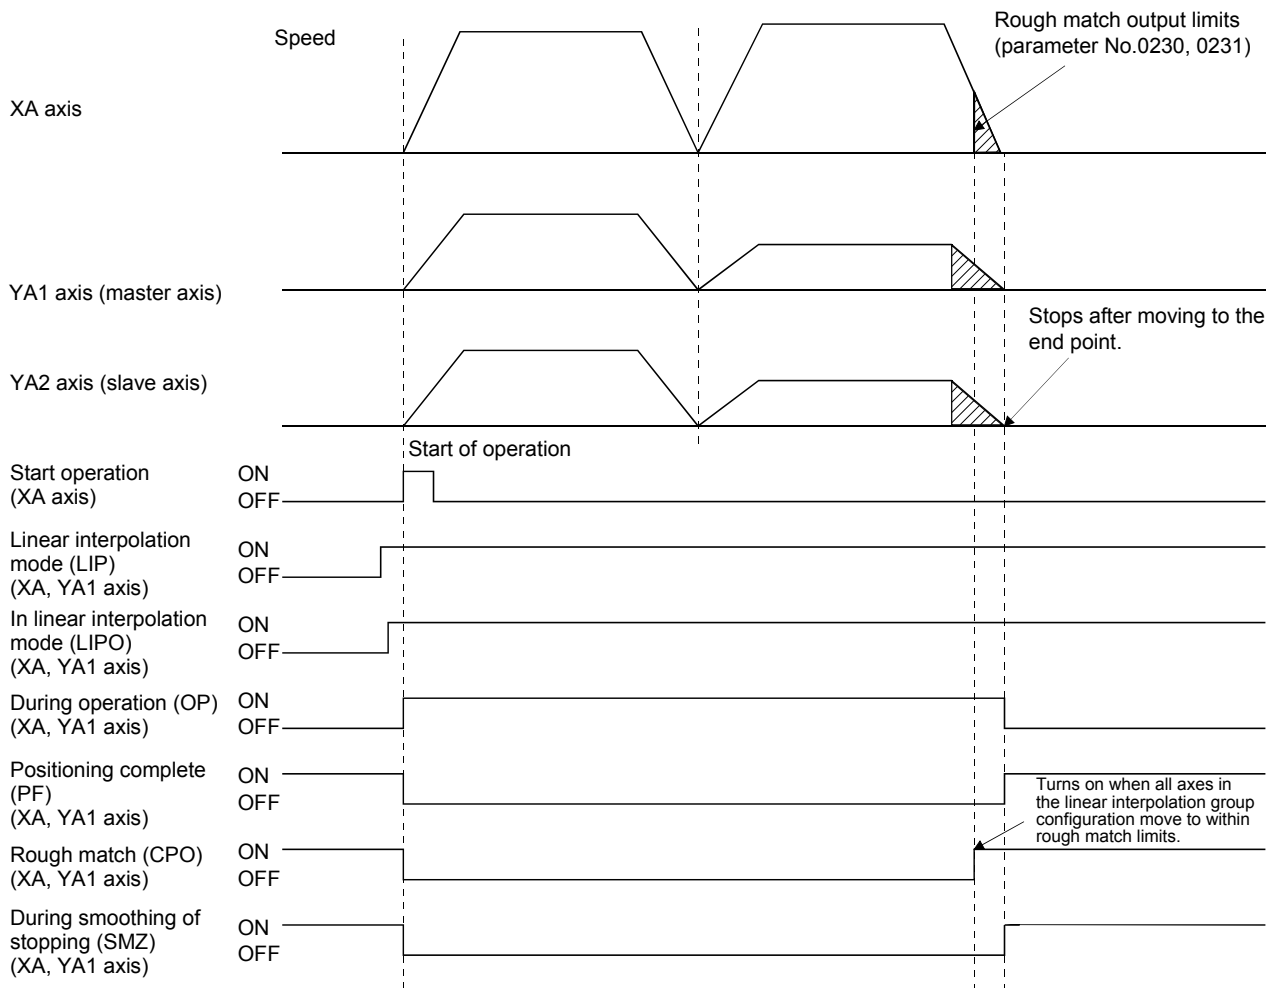 Speed
Rough match output limits
(parameter No.0230, 0231)
XA axis
YA1 axis (master axis)
Stops after moving to the
end point.
YA2 axis (slave axis)
Start of operation
Start operation
(XA axis)
ON
OFF
Linear interpolation
mode (LIP)
(XA, YA1 axis)
ON
OFF
In linear interpolation
mode (LIPO)
(XA, YA1 axis)
ON
OFF
During operation (OP)
(XA, YA1 axis)
ON
OFF
Positioning complete
(PF)
(XA, YA1 axis)
ON
OFF
Turns on when all axes in
the linear interpolation group
configuration move to within
rough match limits.
Rough match (CPO)
(XA, YA1 axis)
ON
OFF
During smoothing of
stopping (SMZ)
(XA, YA1 axis)
ON
OFF